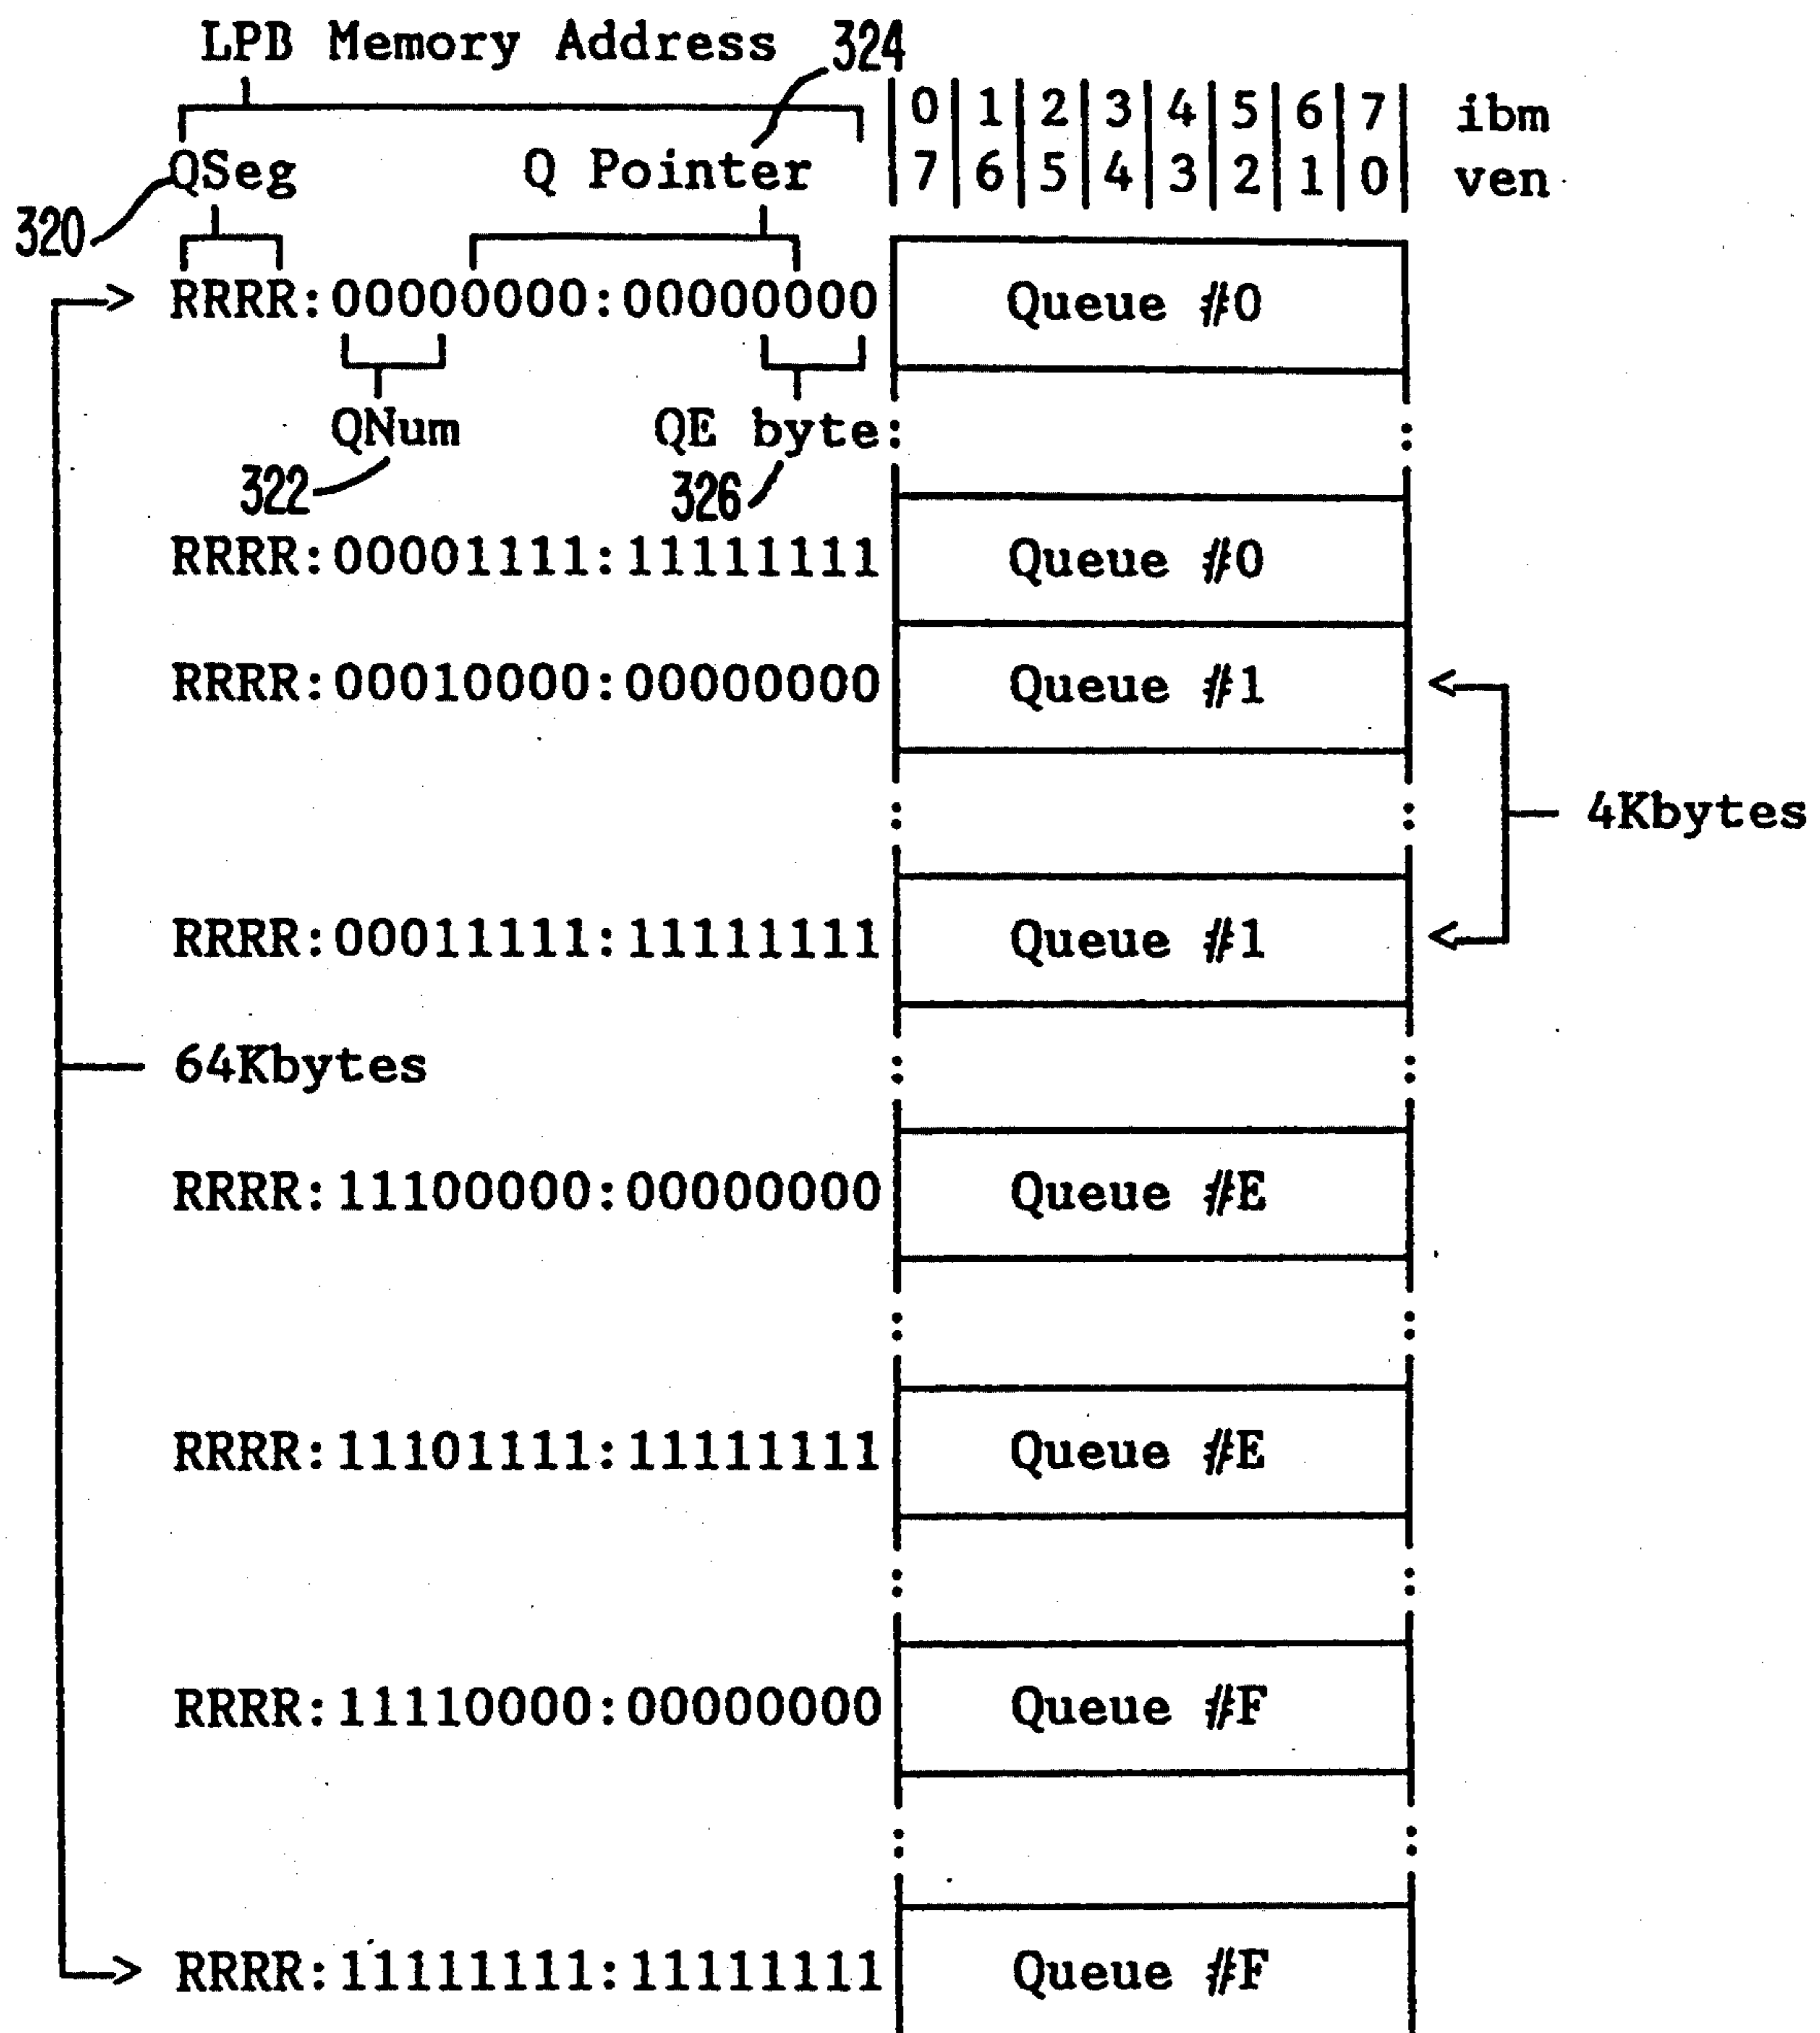 LPB Memory Address 324
0 1 2 3 4 5 6 7 ibm
QSeg Q Pointer 7 6 5 4 3 2 1 0 ven
320
RRRR:00000000:00000000 Queue #0
QNum QE byte
322 326
RRRR:00001111:11111111 Queue #0
RRRR:00010000:00000000 Queue #1
4Kbytes
RRRR:00011111:11111111 Queue #1
64Kbytes
RRRR:11100000:00000000 Queue #E
RRRR:11101111:11111111 Queue #E
RRRR:11110000:00000000 Queue #F
RRRR:11111111:11111111 Queue #F